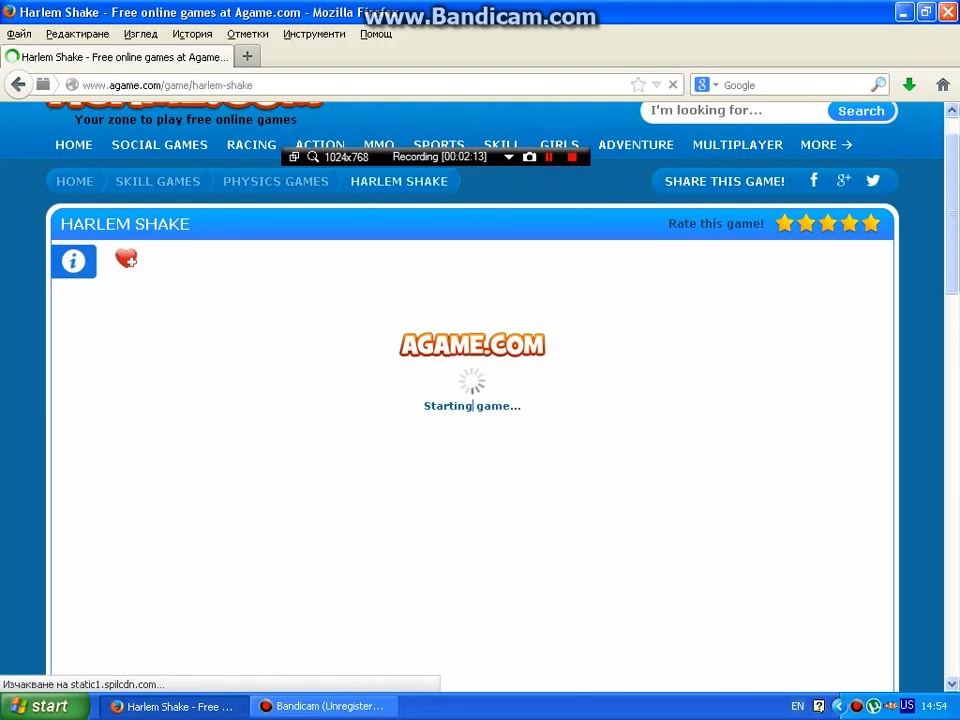 Harlem Shake - Free online games at Agame.com - Mozilla
www.Bandicam.com
Файл Редактиране Изглед История Отметки Инструменти Помощ
Harlem Shake - Free online games at Agame...
www.agame.com/game/harlem-shake
Google
AGAME.COM
Your zone to play free online games
I'm looking for... Search
HOME SOCIAL GAMES RACING ACTION MMO SPORTS SKILL GIRLS ADVENTURE MULTIPLAYER MORE
1024x768 Recording [00:02:13]
HOME SKILL GAMES PHYSICS GAMES HARLEM SHAKE SHARE THIS GAME!
HARLEM SHAKE Rate this game!
AGAME.COM
Starting game...
Изчакване на static1.spilcdn.com...
start Harlem Shake - Free ... Bandicam (Unregister... EN US 14:54